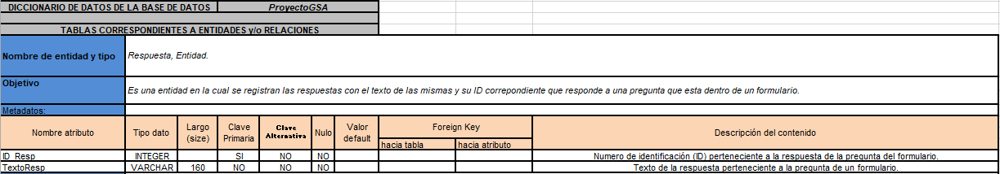 DICCIONARIO DE DATOS DE LA BASE DE DATOS ProyectoGSA
TABLAS CORRESPONDIENTES A ENTIDADES y/o RELACIONES
Nombre de entidad y tipo Respuesta, Entidad.
Objetivo Es una entidad en la cual se registran las respuestas con el texto de las mismas y su ID correpondiente que responde a una pregunta que esta dentro de un formulario.
Metadatos:
Nombre atributo Tipo dato Largo (size) Clave Primaria Clave Alternativa Nulo Valor default Foreign Key Descripción del contenido
hacia tabla hacia atributo
ID_Resp INTEGER SI NO NO Numero de identificación (ID) perteneciente a la respuesta de la pregunta del formulario.
TextoResp VARCHAR 160 NO NO NO Texto de la respuesta perteneciente a la pregunta de un formulario.